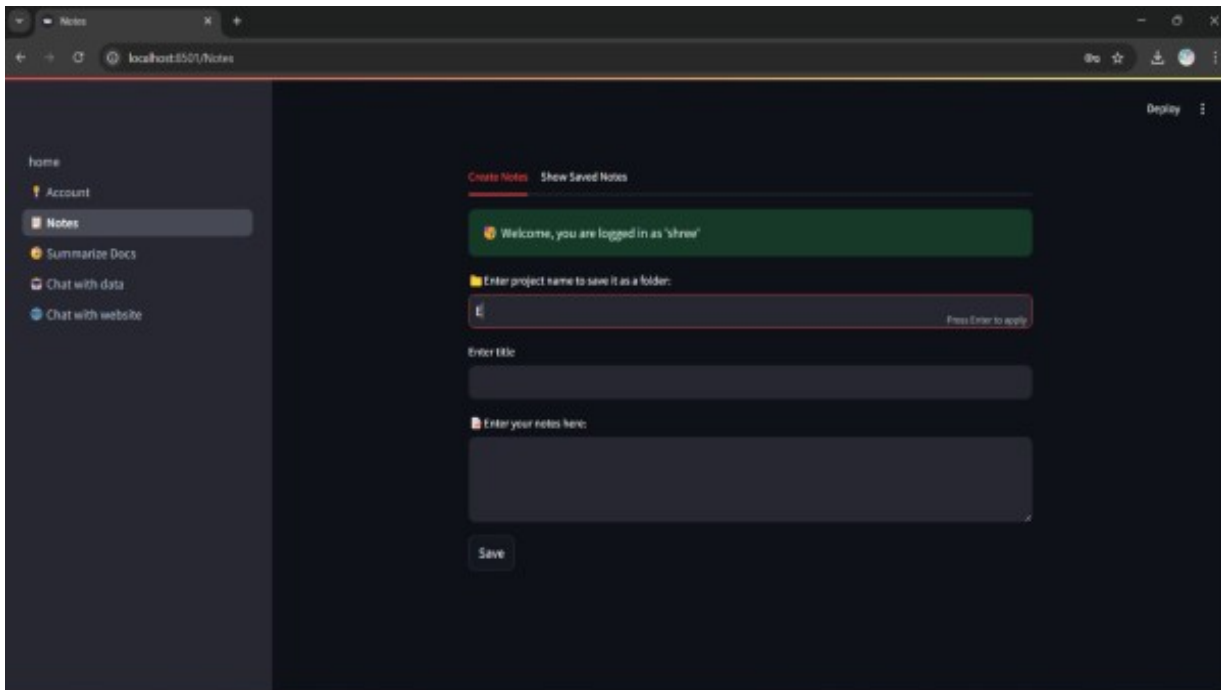 Notes
localhost:8501/Notes
Deploy
home
Account
Notes
Summarize Docs
Chat with data
Chat with website
Create Notes Show Saved Notes
Welcome, you are logged in as 'shree'
Enter project name to save it as a folder:
E
Press Enter to apply
Enter title
Enter your notes here:
Save